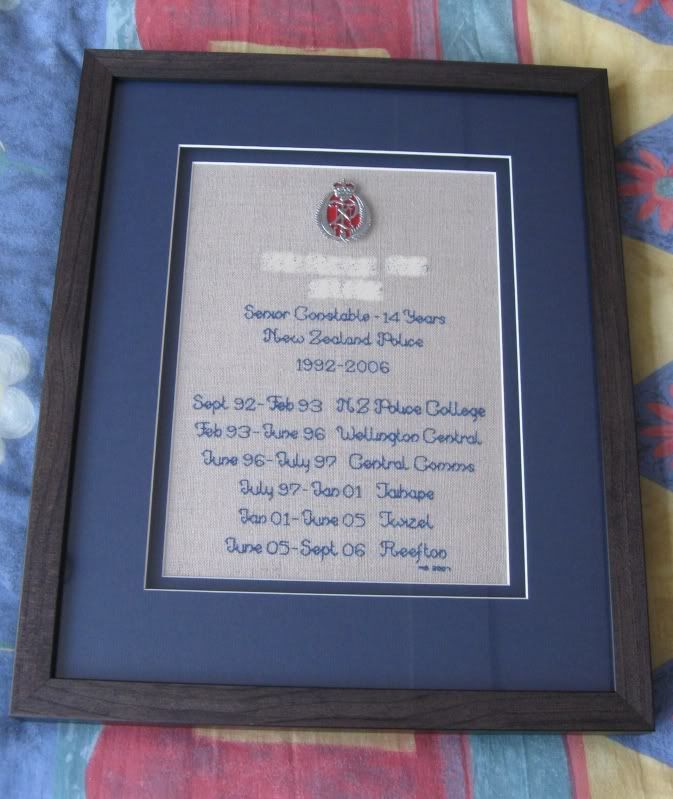 Senior Constable - 14 Years
New Zealand Police
1992-2006
Sept 92-Feb 93 NZ Police College
Feb 93-June 96 Wellington Central
June 96-July 97 Central Comms
July 97-Jan 01 Taihape
Jan 01-June 05 Twizel
June 05-Sept 06 Reefton
2007